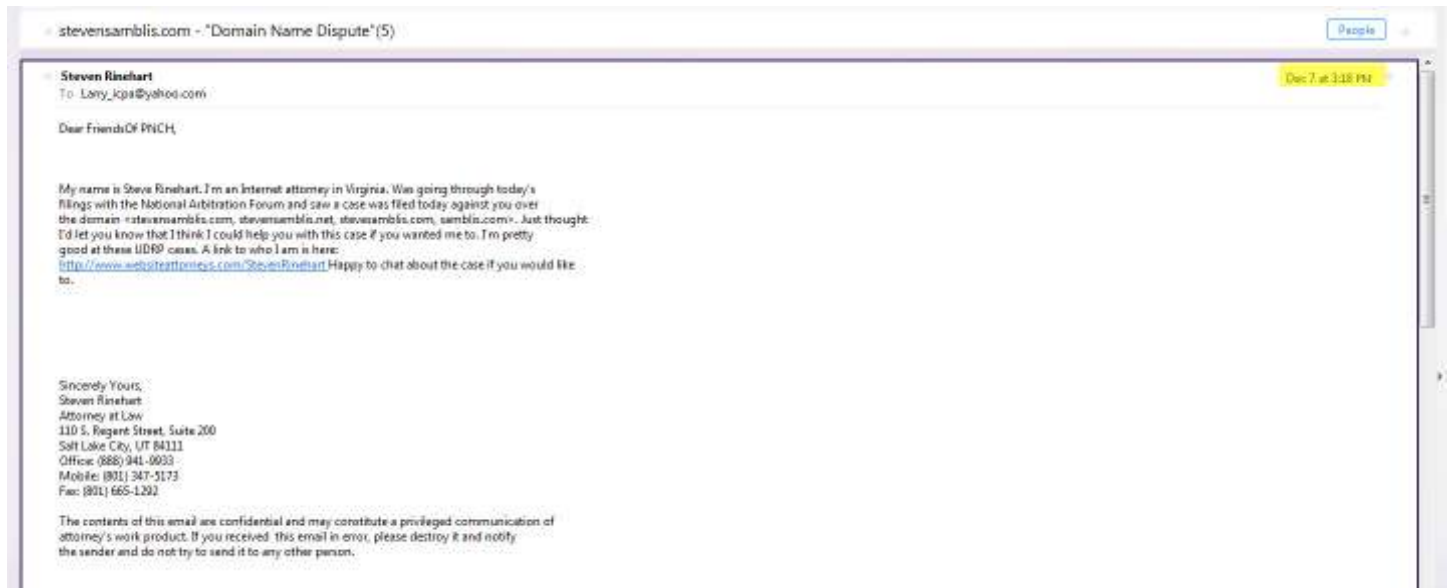 stevensamblis.com - "Domain Name Dispute"(5)
People
Steven Rinehart
Dec 7 at 3:18 PM
To Larry_icpa@yahoo.com
Dear FriendsOf PNCH,
My name is Steve Rinehart. I'm an Internet attorney in Virginia. Was going through today's
filings with the National Arbitration Forum and saw a case was filed today against you over
the domain <stevensamblis.com, stevensamblis.net, stevesamblis.com, samblis.com>. Just thought
I'd let you know that I think I could help you with this case if you wanted me to. I'm pretty
good at these UDRP cases. A link to who I am is here:
http://www.websiteattorneys.com/StevenRinehart Happy to chat about the case if you would like
to.
Sincerely Yours,
Steven Rinehart
Attorney at Law
110 S. Regent Street, Suite 200
Salt Lake City, UT 84111
Office: (888) 941-9933
Mobile: (801) 347-5173
Fax: (801) 665-1292
The contents of this email are confidential and may constitute a privileged communication of
attorney's work product. If you received this email in error, please destroy it and notify
the sender and do not try to send it to any other person.